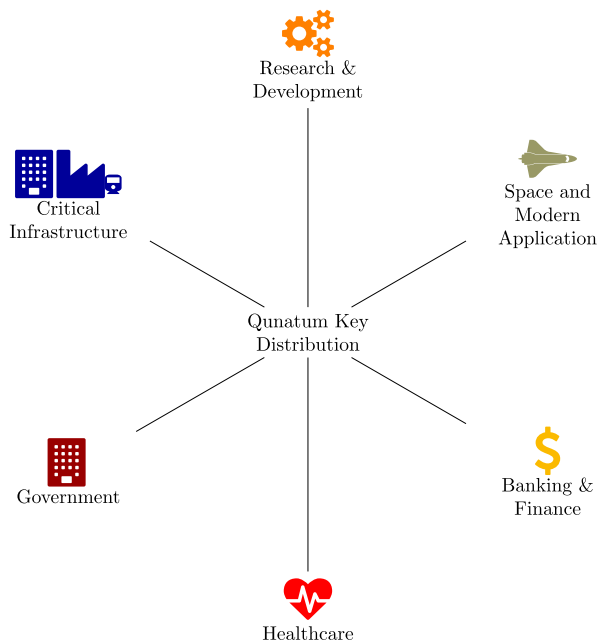 Research &
Development
Critical
Infrastructure
Space and
Modern
Application
Qunatum Key
Distribution
Government
Banking &
Finance
Healthcare